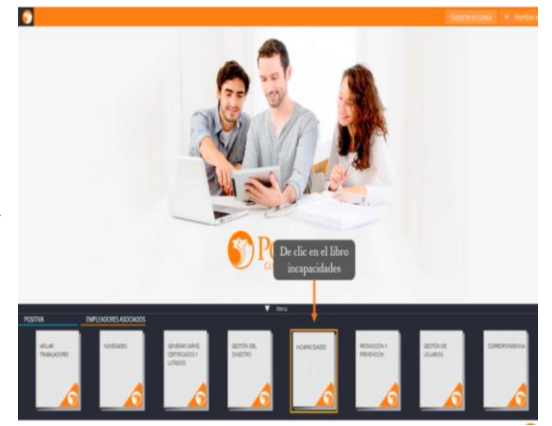 Soporte en Línea
De clic en el libro
incapacidades
Menú
POSITIVA
EMPLEADORES ASOCIADOS
AFILIAR
TRABAJADORES
NOVEDADES
GENERAR CARNÉ,
CERTIFICADOS Y
LISTADOS
GESTIÓN DEL
SINIESTRO
INCAPACIDADES
PROMOCIÓN Y
PREVENCIÓN
GESTIÓN DE
USUARIOS
CORRESPONDENCIA